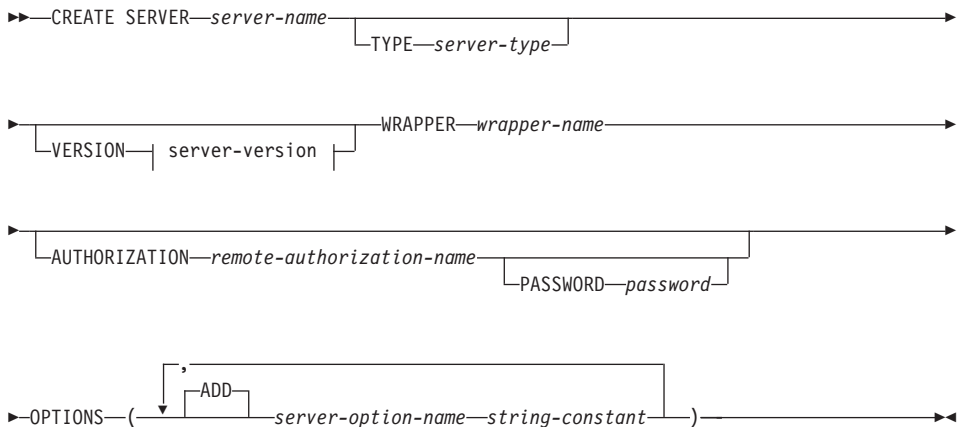 CREATE SERVER server-name
TYPE server-type
WRAPPER wrapper-name
VERSION server-version
AUTHORIZATION remote-authorization-name
PASSWORD password
,
ADD
OPTIONS ( server-option-name string-constant )